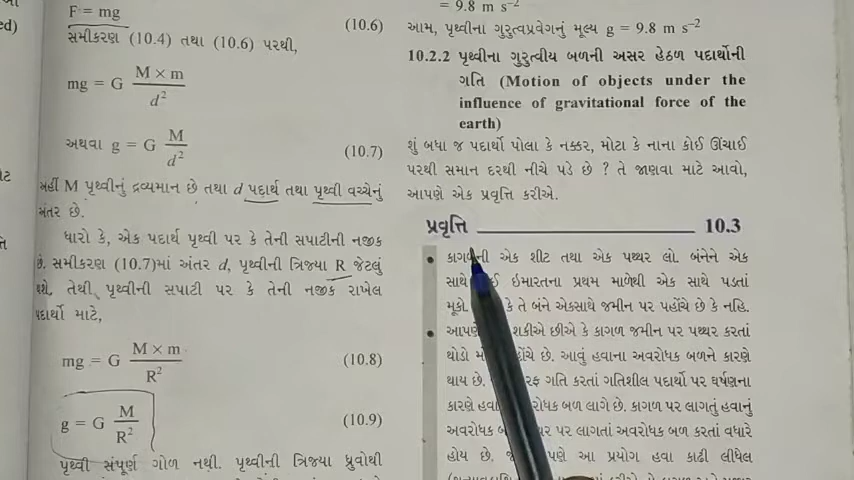 ed)
F = mg (10.6)
સમીકરણ (10.4) તથા (10.6) પરથી,
mg = G M × m / d²
અથવા g = G M / d² (10.7)
અહીં M પૃથ્વીનું દ્રવ્યમાન છે તથા d પદાર્થ તથા પૃથ્વી વચ્ચેનું
અંતર છે.
ધારો કે, એક પદાર્થ પૃથ્વી પર કે તેની સપાટીની નજીક
છે. સમીકરણ (10.7)માં અંતર d, પૃથ્વીની ત્રિજ્યા R જેટલું
થશે, તેથી પૃથ્વીની સપાટી પર કે તેની નજીક રાખેલ
પદાર્થો માટે,
mg = G M × m / R² (10.8)
g = G M / R² (10.9)
પૃથ્વી સંપૂર્ણ ગોળ નથી. પૃથ્વીની ત્રિજ્યા ધ્રુવોથી
= 9.8 m s⁻²
આમ, પૃથ્વીના ગુરુત્વપ્રવેગનું મૂલ્ય g = 9.8 m s⁻²
10.2.2 પૃથ્વીના ગુરુત્વીય બળની અસર હેઠળ પદાર્થોની
ગતિ (Motion of objects under the
influence of gravitational force of the
earth)
શું બધા જ પદાર્થો પોલા કે નક્કર, મોટા કે નાના કોઈ ઊંચાઈ
પરથી સમાન દરથી નીચે પડે છે ? તે જાણવા માટે આવો,
આપણે એક પ્રવૃત્તિ કરીએ.
પ્રવૃત્તિ 10.3
• કાગળની એક શીટ તથા એક પથ્થર લો. બંનેને એક
સાથે ઇમારતના પ્રથમ માળેથી એક સાથે પડતાં
મૂકો. કે તે બંને એકસાથે જમીન પર પહોંચે છે કે નહિ.
• આપણે શકીએ છીએ કે કાગળ જમીન પર પથ્થર કરતાં
થોડો છે. આવું હવાના અવરોધક બળને કારણે
થાય છે. ગતિ કરતાં ગતિશીલ પદાર્થો પર ઘર્ષણના
કારણે હવા બળ લાગે છે. કાગળ પર લાગતું હવાનું
અવરોધક પર લાગતાં અવરોધક બળ કરતાં વધારે
હોય છે. આ પ્રયોગ હવા કાઢી લીધેલ